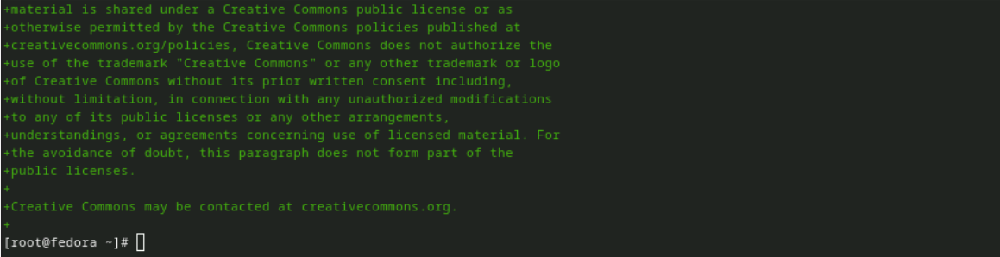 +material is shared under a Creative Commons public license or as
+otherwise permitted by the Creative Commons policies published at
+creativecommons.org/policies, Creative Commons does not authorize the
+use of the trademark "Creative Commons" or any other trademark or logo
+of Creative Commons without its prior written consent including,
+without limitation, in connection with any unauthorized modifications
+to any of its public licenses or any other arrangements,
+understandings, or agreements concerning use of licensed material. For
+the avoidance of doubt, this paragraph does not form part of the
+public licenses.
+
+Creative Commons may be contacted at creativecommons.org.
+
[root@fedora ~]#